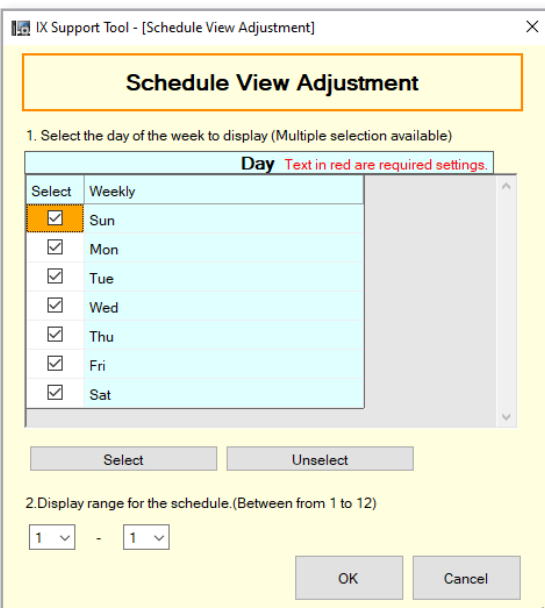 IX Support Tool - [Schedule View Adjustment]
Schedule View Adjustment
1. Select the day of the week to display (Multiple selection available)
Day Text in red are required settings.
Select Weekly
Sun
Mon
Tue
Wed
Thu
Fri
Sat
Select Unselect
2.Display range for the schedule.(Between from 1 to 12)
1 - 1
OK Cancel